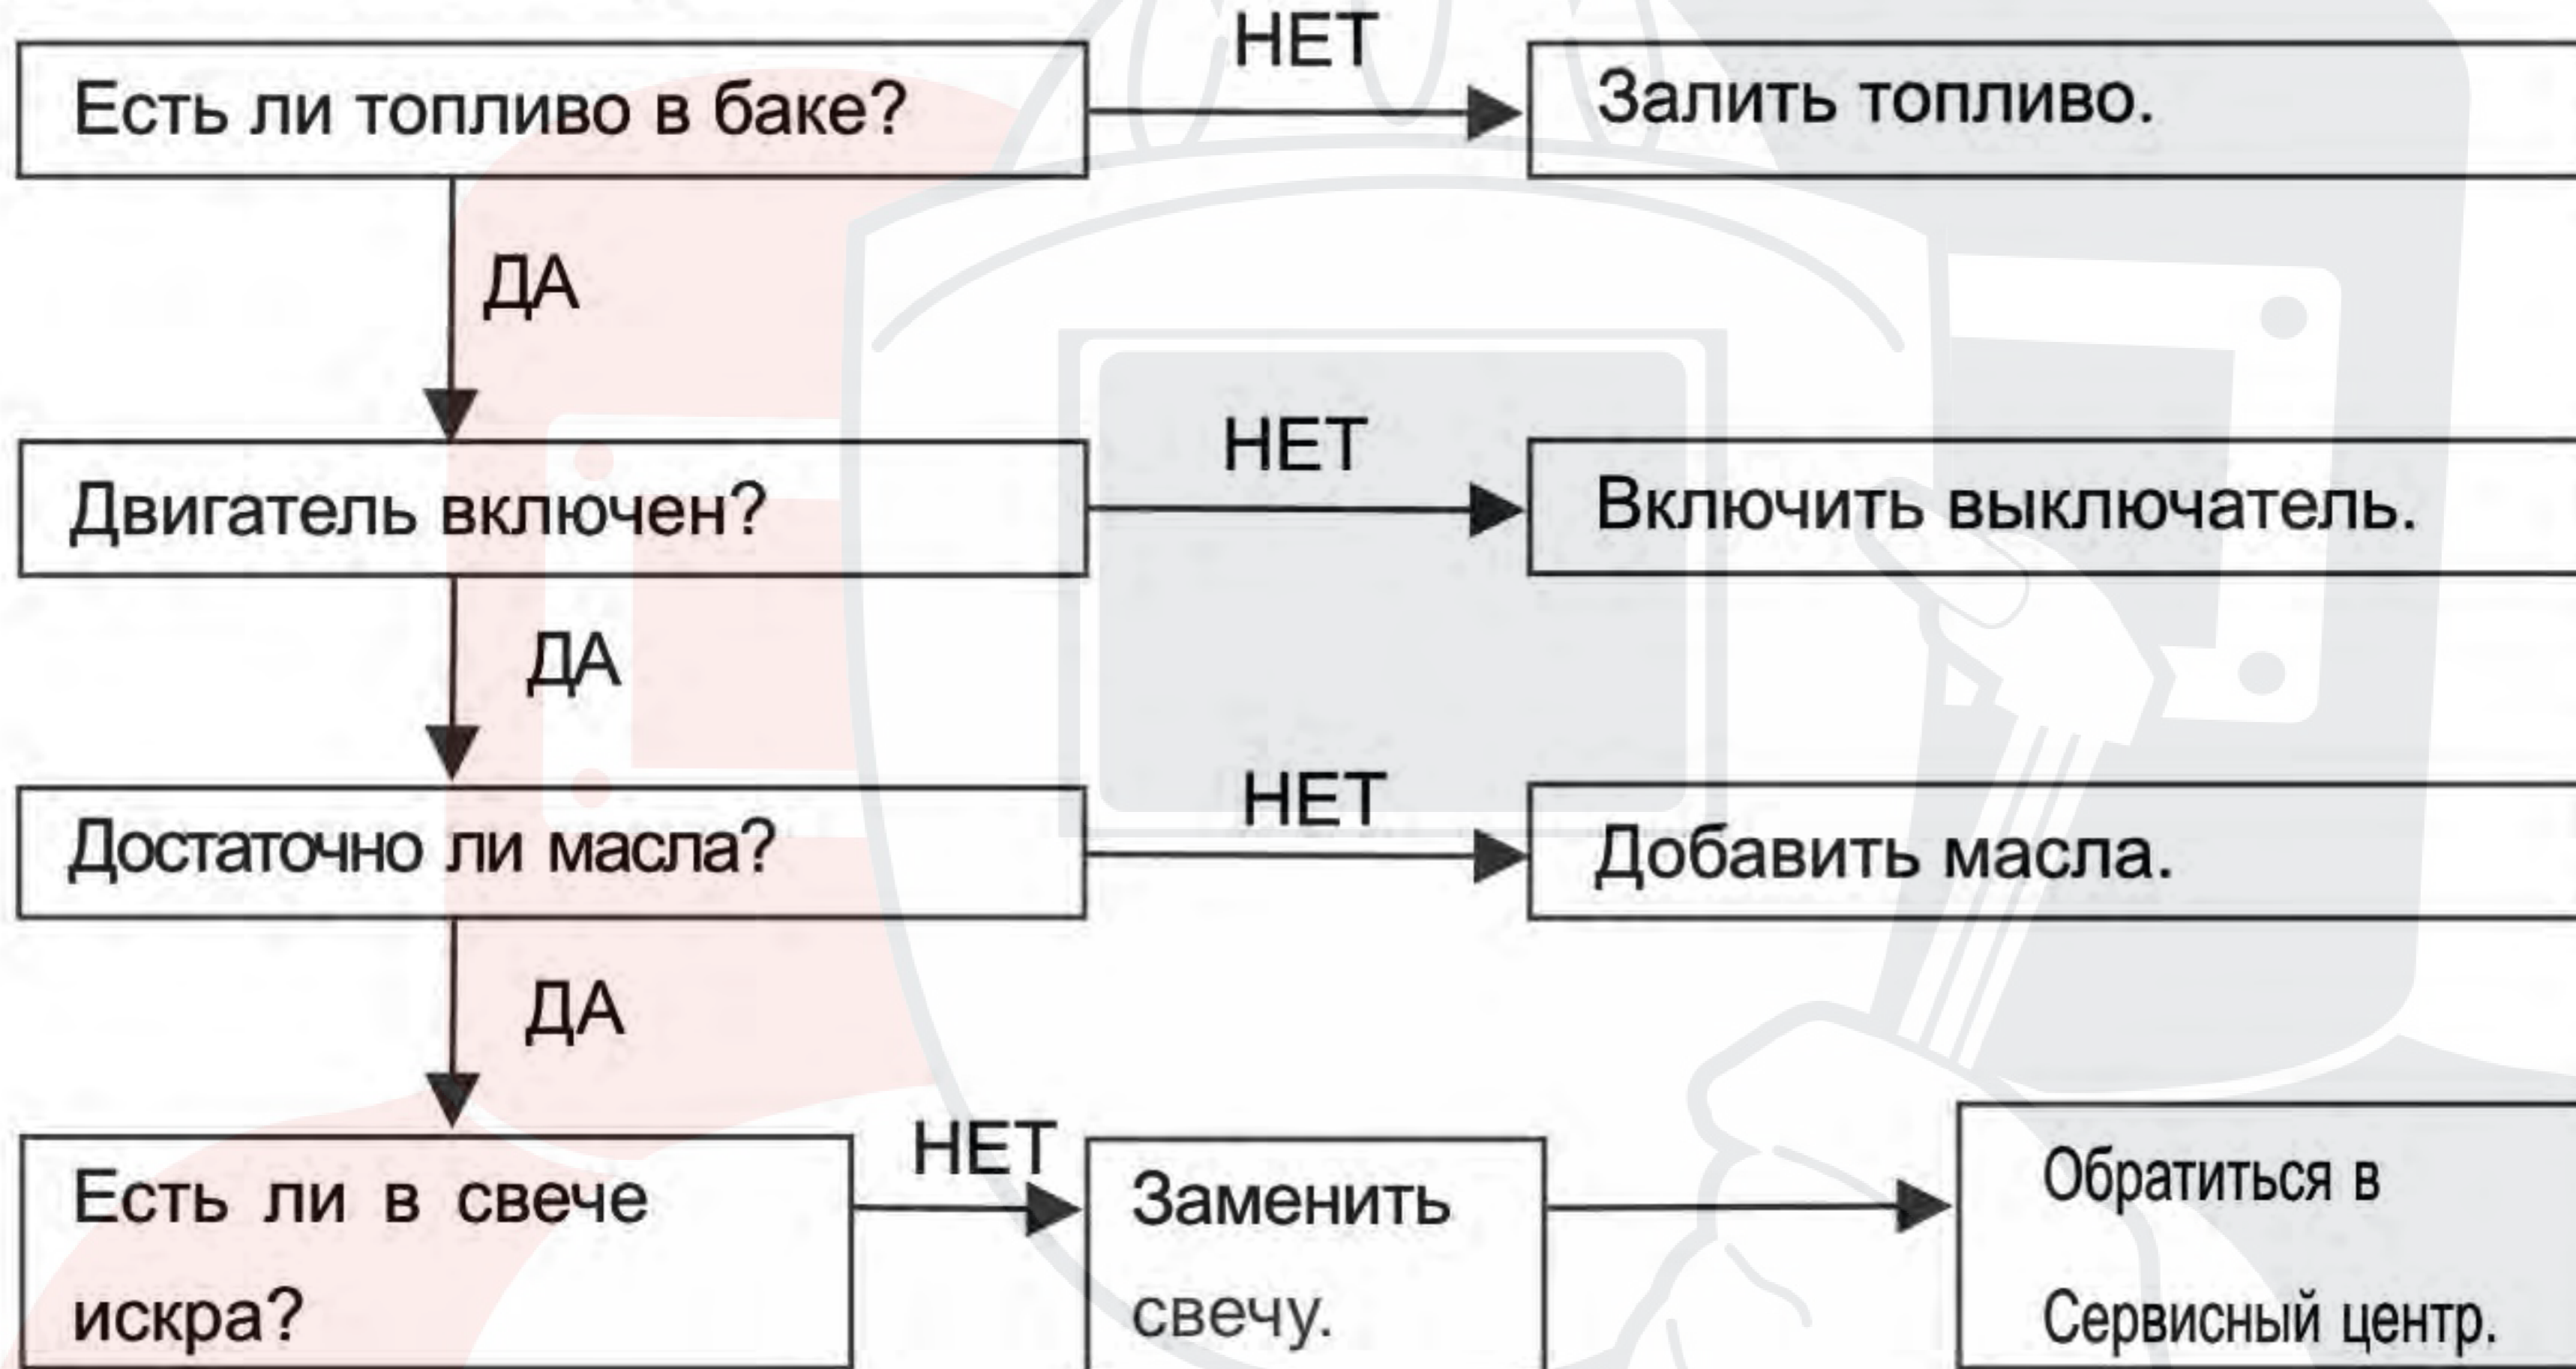 Есть ли топливо в баке?
НЕТ
Залить топливо.
ДА
Двигатель включен?
НЕТ
Включить выключатель.
ДА
Достаточно ли масла?
НЕТ
Добавить масла.
ДА
Есть ли в свече
искра?
НЕТ
Заменить
свечу.
Обратиться в
Сервисный центр.